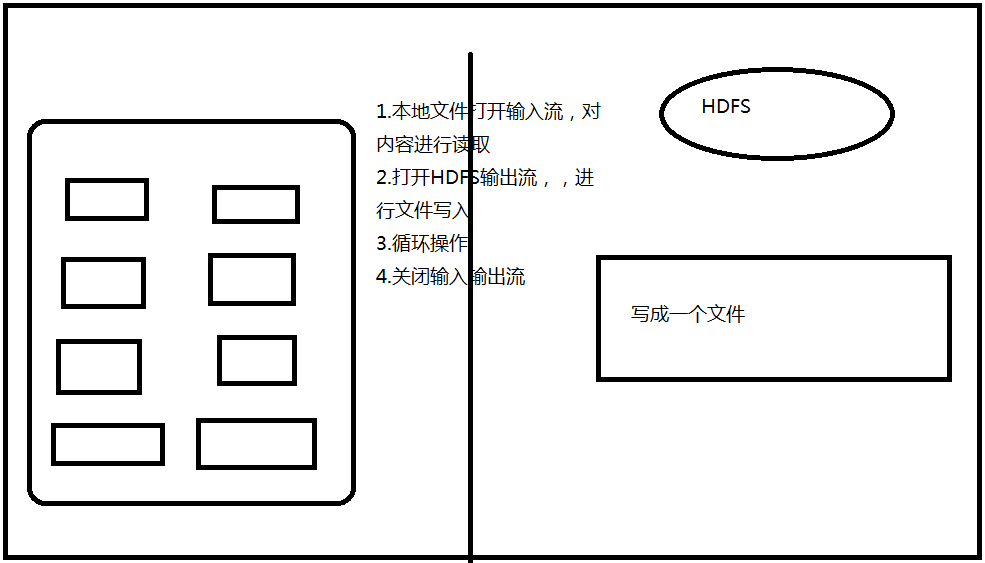 1.本地文件打开输入流，对
内容进行读取
2.打开HDFS输出流，，进
行文件写入
3.循环操作
4.关闭输入输出流
HDFS
写成一个文件